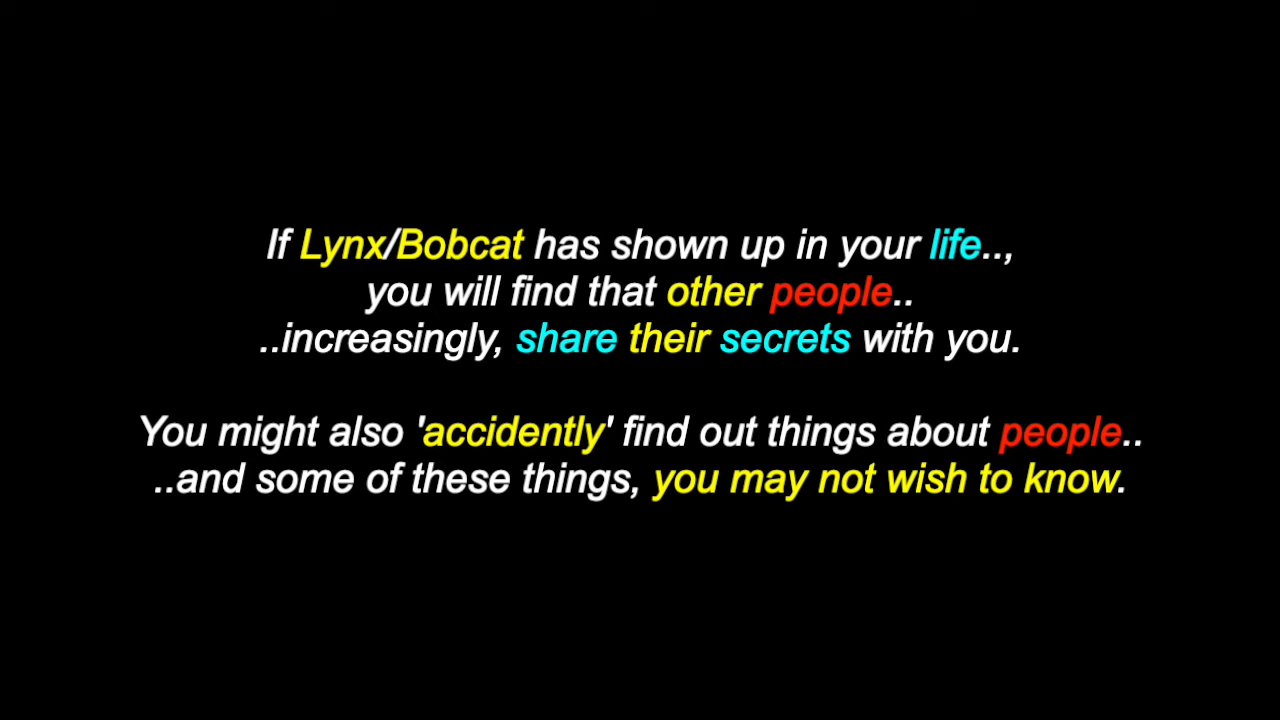 If Lynx/Bobcat has shown up in your life..,
you will find that other people..
..increasingly, share their secrets with you.
You might also 'accidently' find out things about people..
..and some of these things, you may not wish to know.